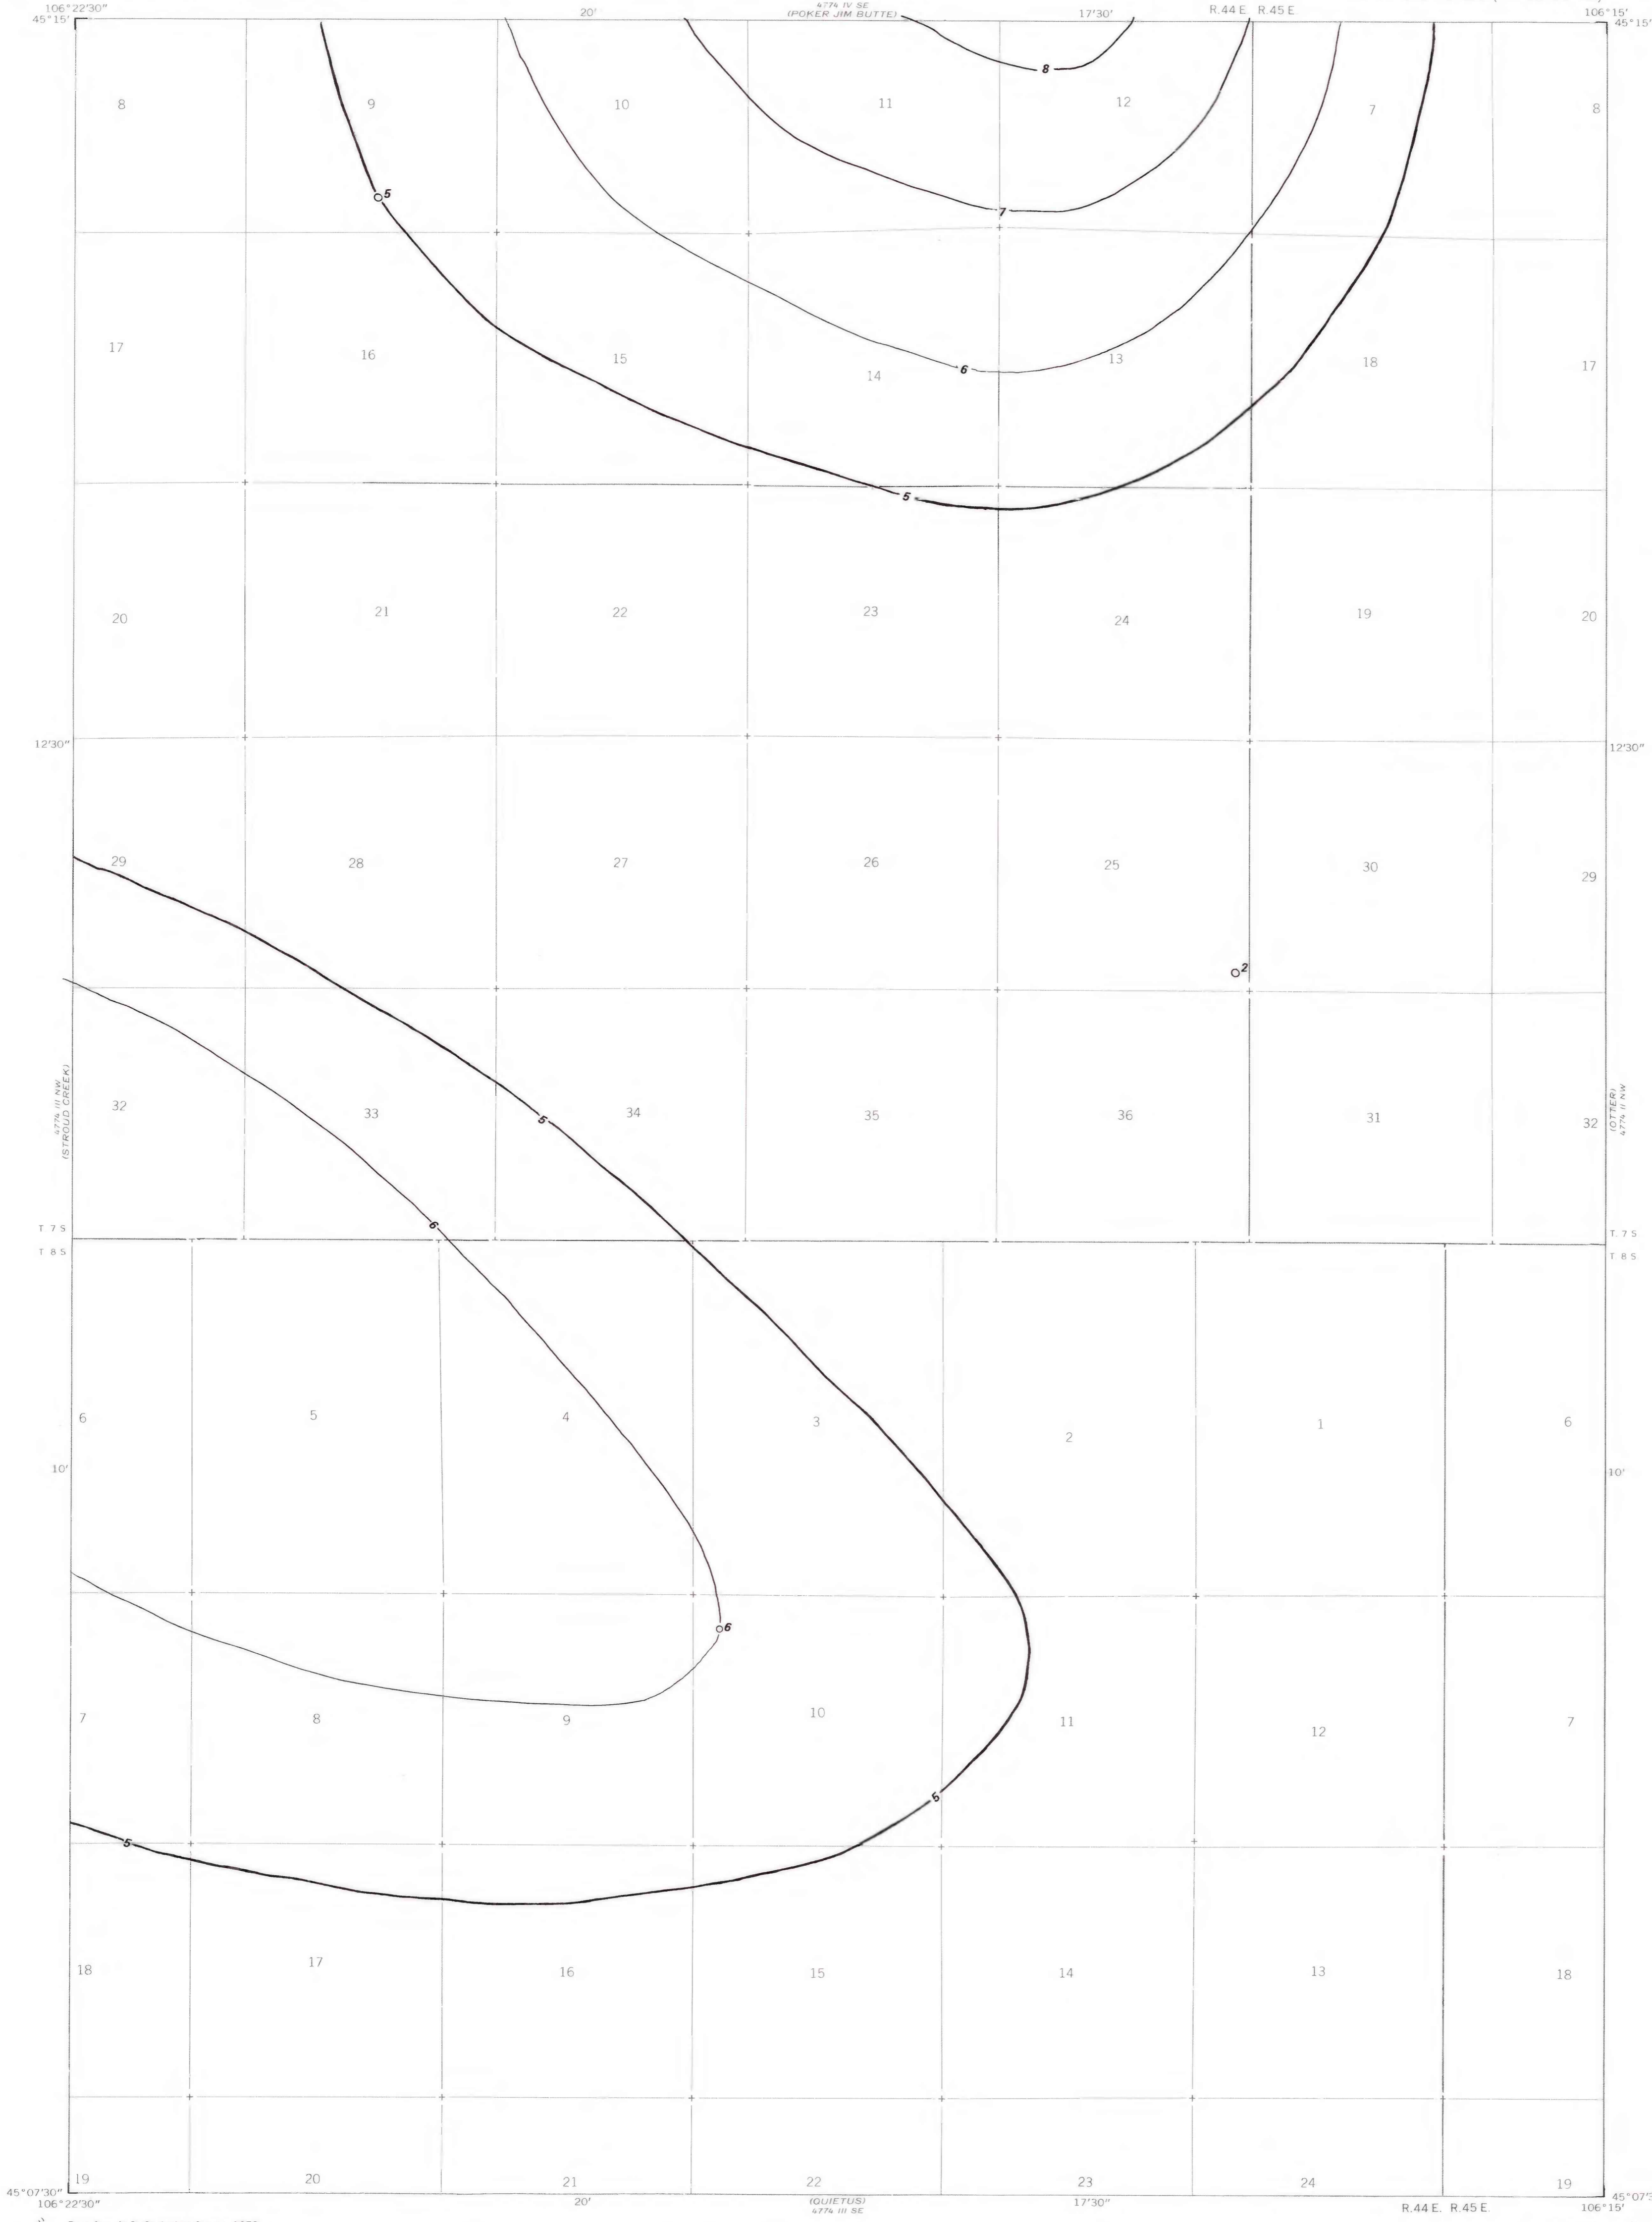 106°22'30" 20' 4774 IV SE 17'30" R.44 E. R.45 E. 106°15'
45°15' (POKER JIM BUTTE) 45°15'
8
8 9 10 11 12 7 8
5
7
17 16 15 14 13 18 17
6
5
20 21 22 23 24 19 20
12'30" 12'30"
29 28 27 26 25 30 29
2
4774 III NW
(STROUD CREEK)
32 33 34 35 36 31 32
(OTTER)
4774 II NW
5
6
T 7 S T. 7 S
T 8 S T 8 S
6 5 4 3 2 1 6
10' 10'
6
7 8 9 10 11 12 7
5
5
18 17 16 15 14 13 18
19 20 21 22 23 24 19
45°07'30" 45°07'3
106°22'30" 20' (QUIETUS) 17'30" R.44 E. R.45 E. 106°15'
4774 III SE